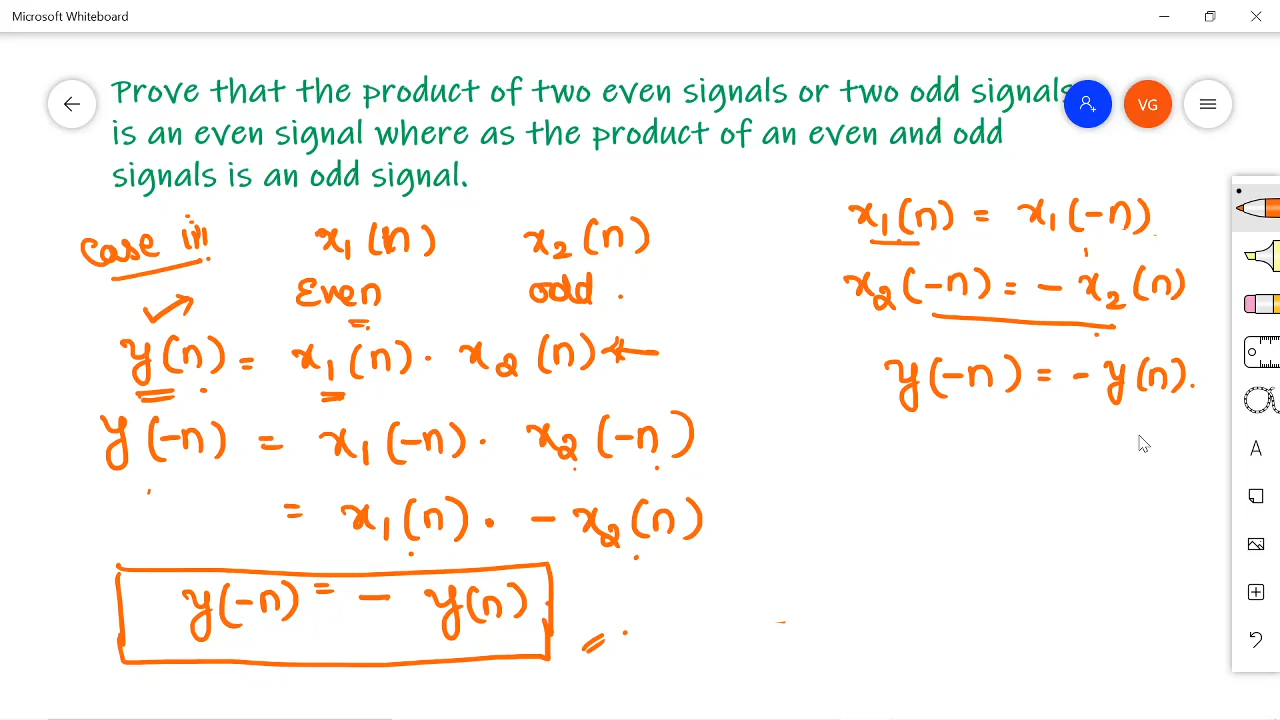 Microsoft Whiteboard
Prove that the product of two even signals or two odd signals
VG
is an even signal where as the product of an even and odd
signals is an odd signal.
Case iii
x₁(n)
x₂(n)
Even
odd
y(n) = x₁(n) · x₂(n)
y(-n) = x₁(-n) · x₂(-n)
= x₁(n) · - x₂(n)
y(-n) = - y(n)
x₁(n) = x₁(-n)
x₂(-n) = - x₂(n)
y(-n) = - y(n).
A